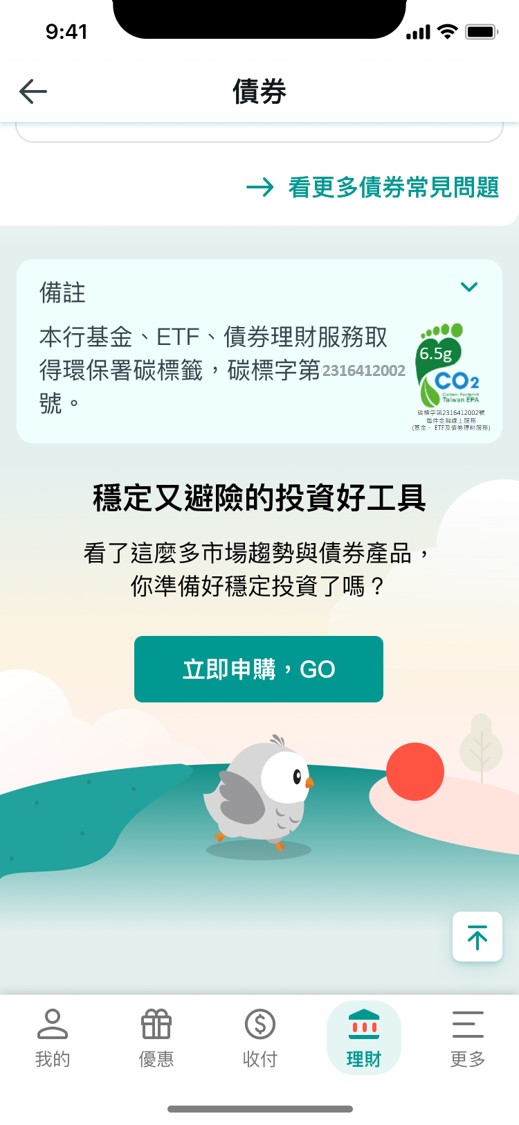 9:41
債券
看更多債券常見問題
備註
本行基金、ETF、債券理財服務取
得環保署碳標籤，碳標字第2316412002
號。
6.5g
CO2
Carbon Footprint
Taiwan EPA
碳標字第2316412002號
每件金融線上服務
(基金、ETF及債券理財服務)
穩定又避險的投資好工具
看了這麼多市場趨勢與債券產品，
你準備好穩定投資了嗎？
立即申購，GO
我的
優惠
收付
理財
更多